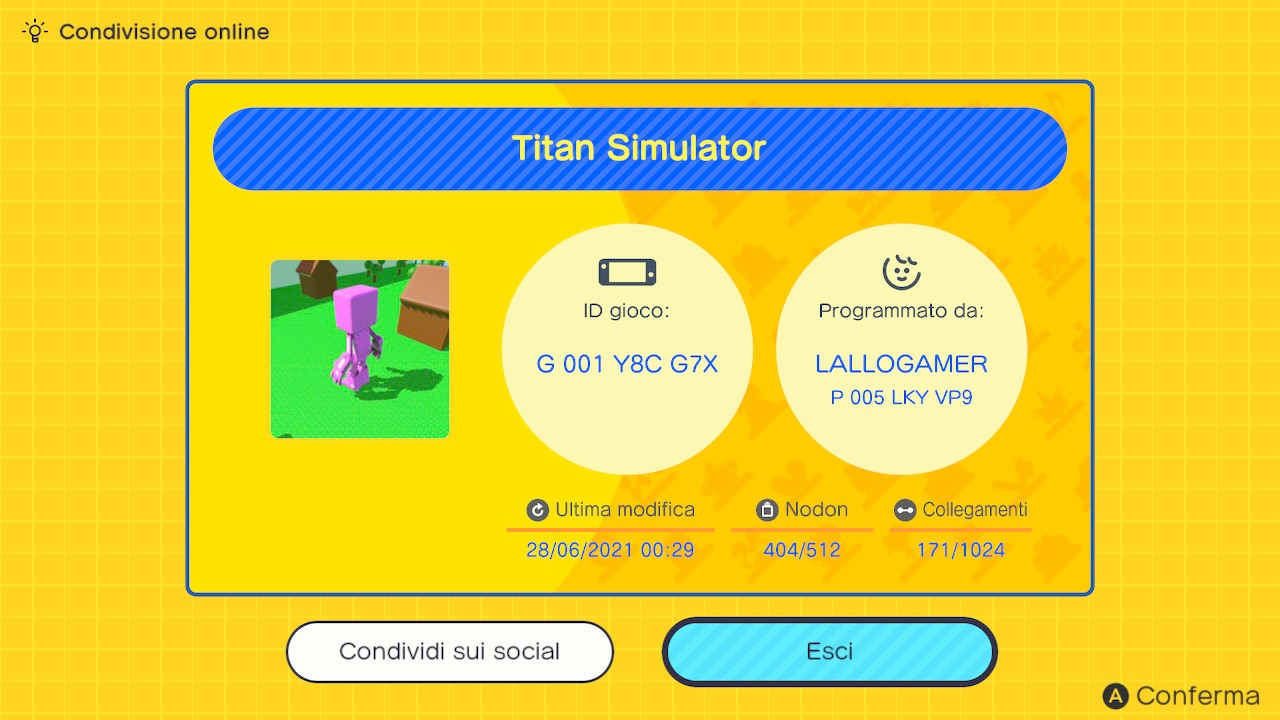 Condivisione online
Titan Simulator
ID gioco:
G 001 Y8C G7X
Programmato da:
LALLOGAMER
P 005 LKY VP9
Ultima modifica
28/06/2021 00:29
Nodon
404/512
Collegamenti
171/1024
Condividi sui social
Esci
A Conferma